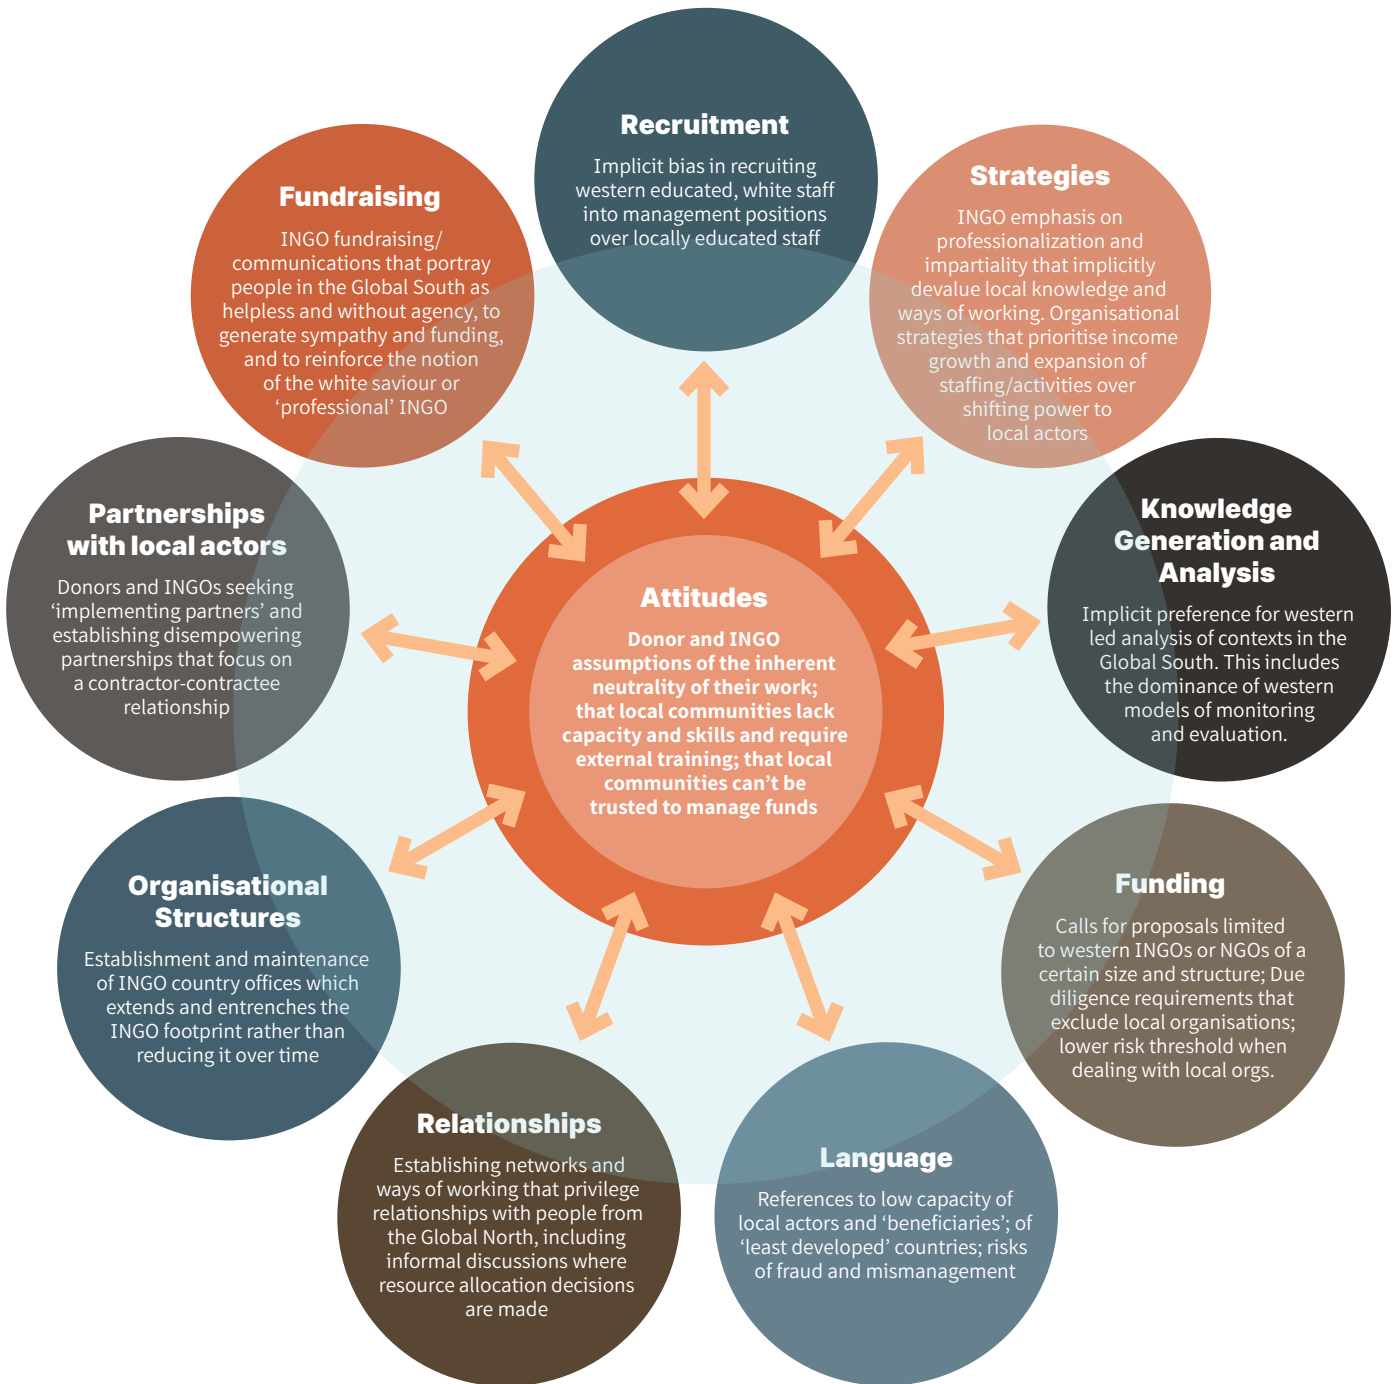 Recruitment
Implicit bias in recruiting
western educated, white staff
into management positions
over locally educated staff
Strategies
INGO emphasis on
professionalization and
impartiality that implicitly
devalue local knowledge and
ways of working. Organisational
strategies that prioritise income
growth and expansion of
staffing/activities over
shifting power to
local actors
Knowledge
Generation and
Analysis
Implicit preference for western
led analysis of contexts in the
Global South. This includes
the dominance of western
models of monitoring
and evaluation.
Funding
Calls for proposals limited
to western INGOs or NGOs of a
certain size and structure; Due
diligence requirements that
exclude local organisations;
lower risk threshold when
dealing with local orgs.
Language
References to low capacity of
local actors and ‘beneficiaries’; of
‘least developed’ countries; risks
of fraud and mismanagement
Relationships
Establishing networks and
ways of working that privilege
relationships with people from
the Global North, including
informal discussions where
resource allocation decisions
are made
Organisational
Structures
Establishment and maintenance
of INGO country offices which
extends and entrenches the
INGO footprint rather than
reducing it over time
Partnerships
with local actors
Donors and INGOs seeking
‘implementing partners’ and
establishing disempowering
partnerships that focus on
a contractor-contractee
relationship
Fundraising
INGO fundraising/
communications that portray
people in the Global South as
helpless and without agency, to
generate sympathy and funding,
and to reinforce the notion
of the white saviour or
‘professional’ INGO
Attitudes
Donor and INGO
assumptions of the inherent
neutrality of their work;
that local communities lack
capacity and skills and require
external training; that local
communities can’t be
trusted to manage funds